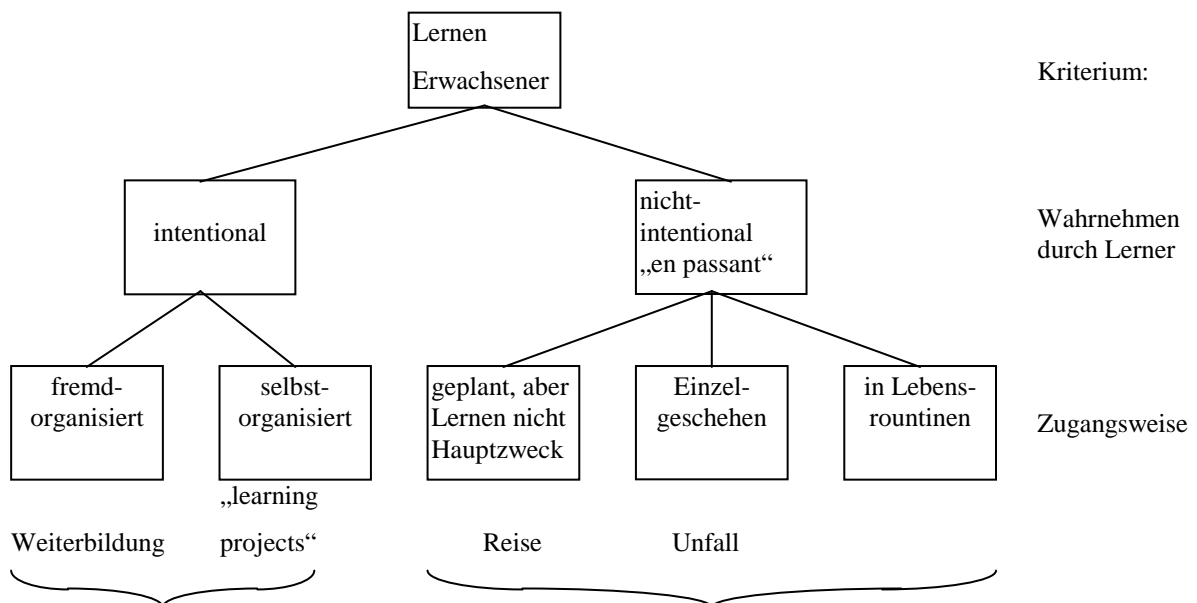 Lernen
Erwachsener
Kriterium:
intentional
nicht-
intentional
„en passant“
Wahrnehmen
durch Lerner
fremd-
organisiert
selbst-
organisiert
geplant, aber
Lernen nicht
Hauptzweck
Einzel-
geschehen
in Lebens-
rountinen
Zugangsweise
„learning
projects“
Weiterbildung
Reise
Unfall